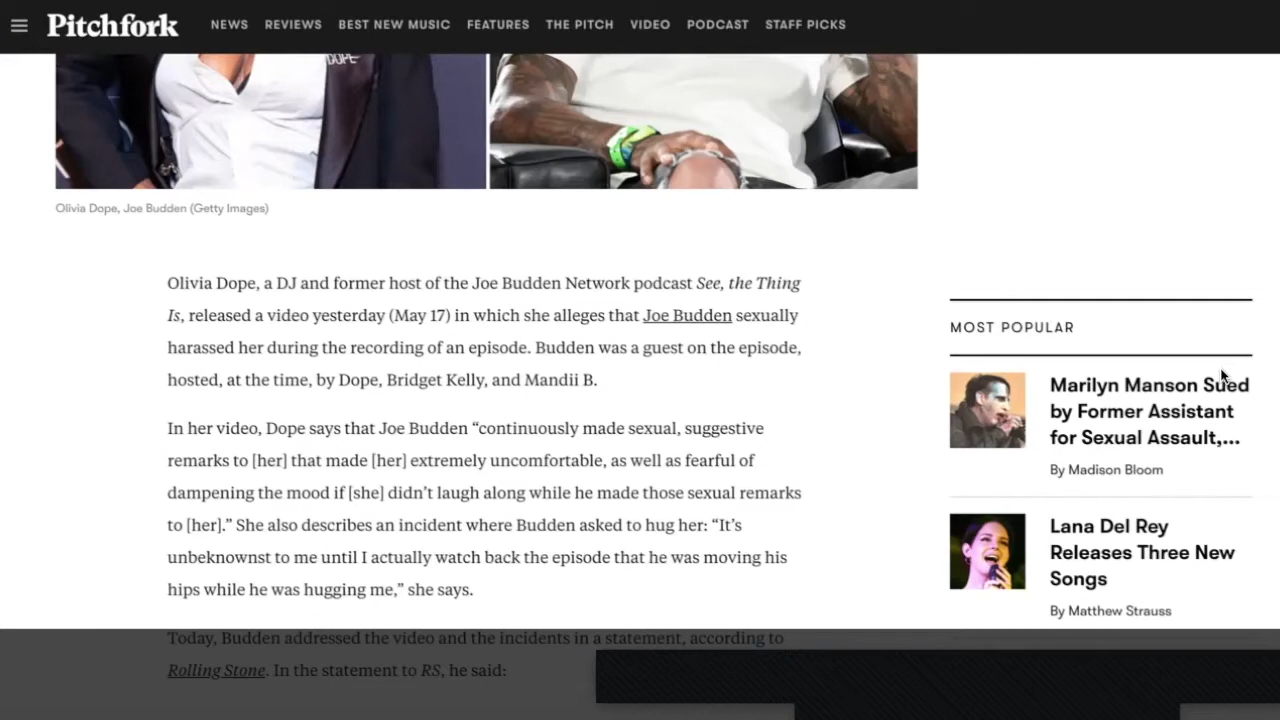 Pitchfork
NEWS REVIEWS BEST NEW MUSIC FEATURES THE PITCH VIDEO PODCAST STAFF PICKS
DOPE
Olivia Dope, Joe Budden (Getty Images)
Olivia Dope, a DJ and former host of the Joe Budden Network podcast See, the Thing
Is, released a video yesterday (May 17) in which she alleges that Joe Budden sexually
harassed her during the recording of an episode. Budden was a guest on the episode,
hosted, at the time, by Dope, Bridget Kelly, and Mandii B.
In her video, Dope says that Joe Budden “continuously made sexual, suggestive
remarks to [her] that made [her] extremely uncomfortable, as well as fearful of
dampening the mood if [she] didn’t laugh along while he made those sexual remarks
to [her].” She also describes an incident where Budden asked to hug her: “It’s
unbeknownst to me until I actually watch back the episode that he was moving his
hips while he was hugging me,” she says.
Today, Budden addressed the video and the incidents in a statement, according to
Rolling Stone. In the statement to RS, he said:
MOST POPULAR
Marilyn Manson Sued
by Former Assistant
for Sexual Assault,...
By Madison Bloom
Lana Del Rey
Releases Three New
Songs
By Matthew Strauss